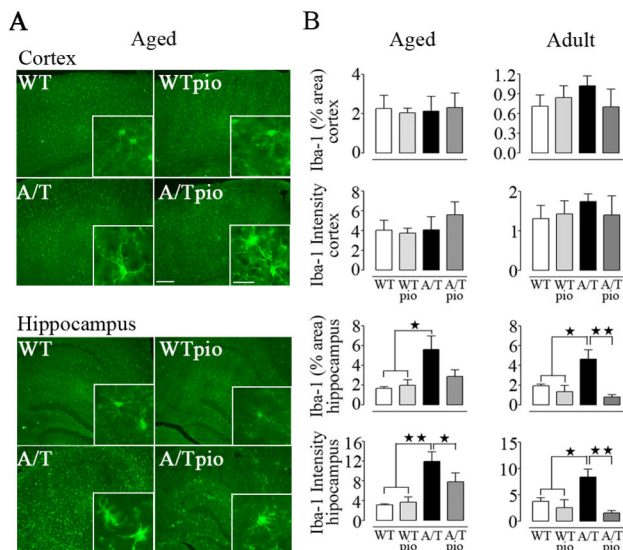 A
Aged
Cortex
WT
WTpio
A/T
A/Tpio
Hippocampus
WT
WTpio
A/T
A/Tpio
B
Aged
Adult
Iba-1 (% area)
cortex
4
2
0
1.2
0.9
0.6
0.3
0.0
Iba-1 Intensity
cortex
8
6
4
2
0
2
1
0
WT WT A/T A/T
pio pio
WT WT A/T A/T
pio pio
Iba-1 (% area)
hippocampus
8
6
4
2
0
★
8
6
4
2
0
★ ★★
Iba-1 Intensity
hippocampus
16
12
8
4
0
★★ ★
15
10
5
0
★ ★★
WT WT A/T A/T
pio pio
WT WT A/T A/T
pio pio